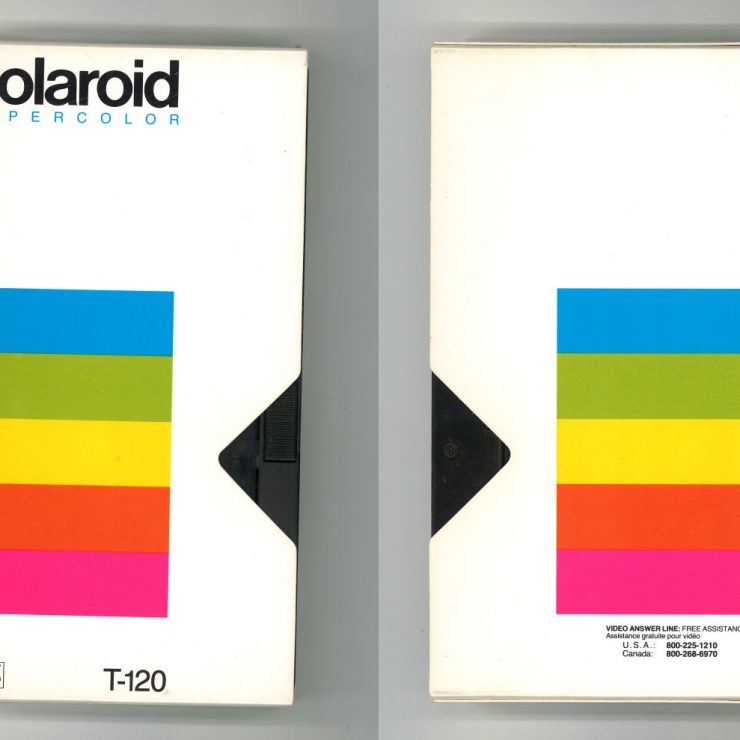 olaroid
PERCOLOR
T-120
VIDEO ANSWER LINE: FREE ASSISTANC
Assistance gratuite pour vidéo
U.S.A.: 800-225-1210
Canada: 800-268-6970